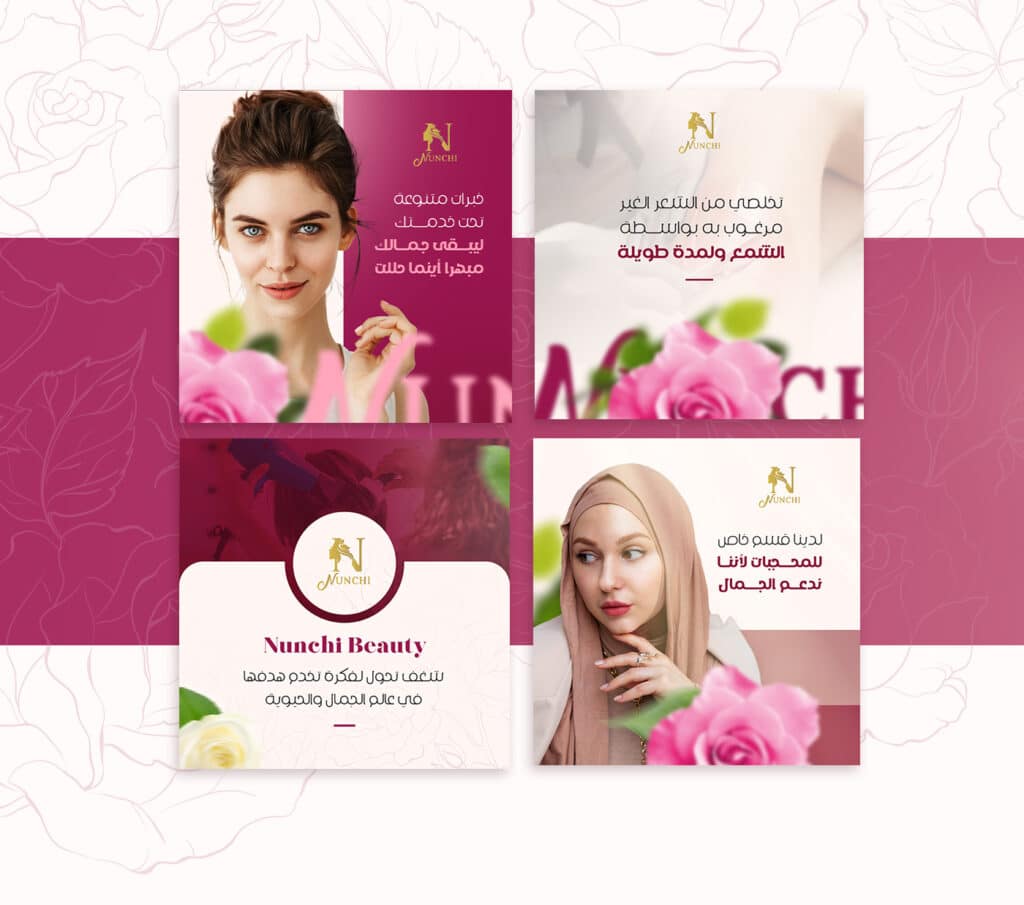 NUNCHI
خبرات متنوعة
تحت خدمتك
ليبقى جمالك
مبهرا أينما حللت
NUNCHI
تخلصي من الشعر الغير
مرغوب به بواسطة
الشمع ولمدة طويلة
NUNCHI
Nunchi Beauty
شغف تحول لفكرة تخدم هدفها
في عالم الجمال والحيوية
NUNCHI
لدينا قسم خاص
للمحجبات لأننا
ندعم الجمال